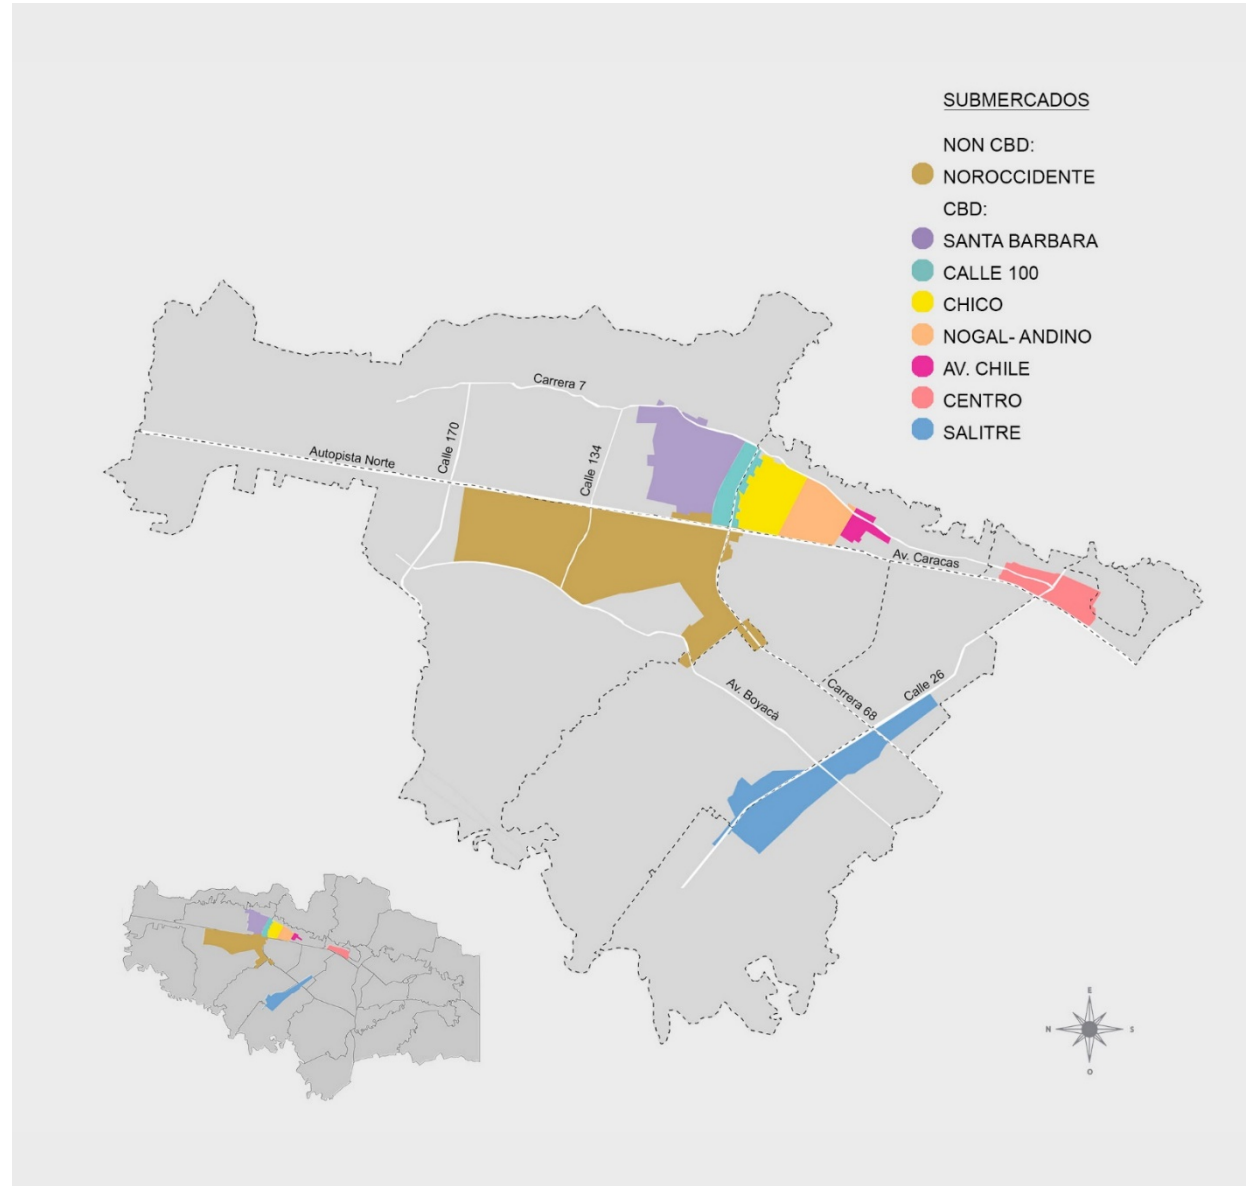 SUBMERCADOS
NON CBD:
NOROCCIDENTE
CBD:
SANTA BARBARA
CALLE 100
CHICO
NOGAL- ANDINO
AV. CHILE
CENTRO
SALITRE
Carrera 7
Calle 170
Autopista Norte
Calle 134
Av. Caracas
Carrera 68
Calle 26
Av. Boyacá
E
N
S
O